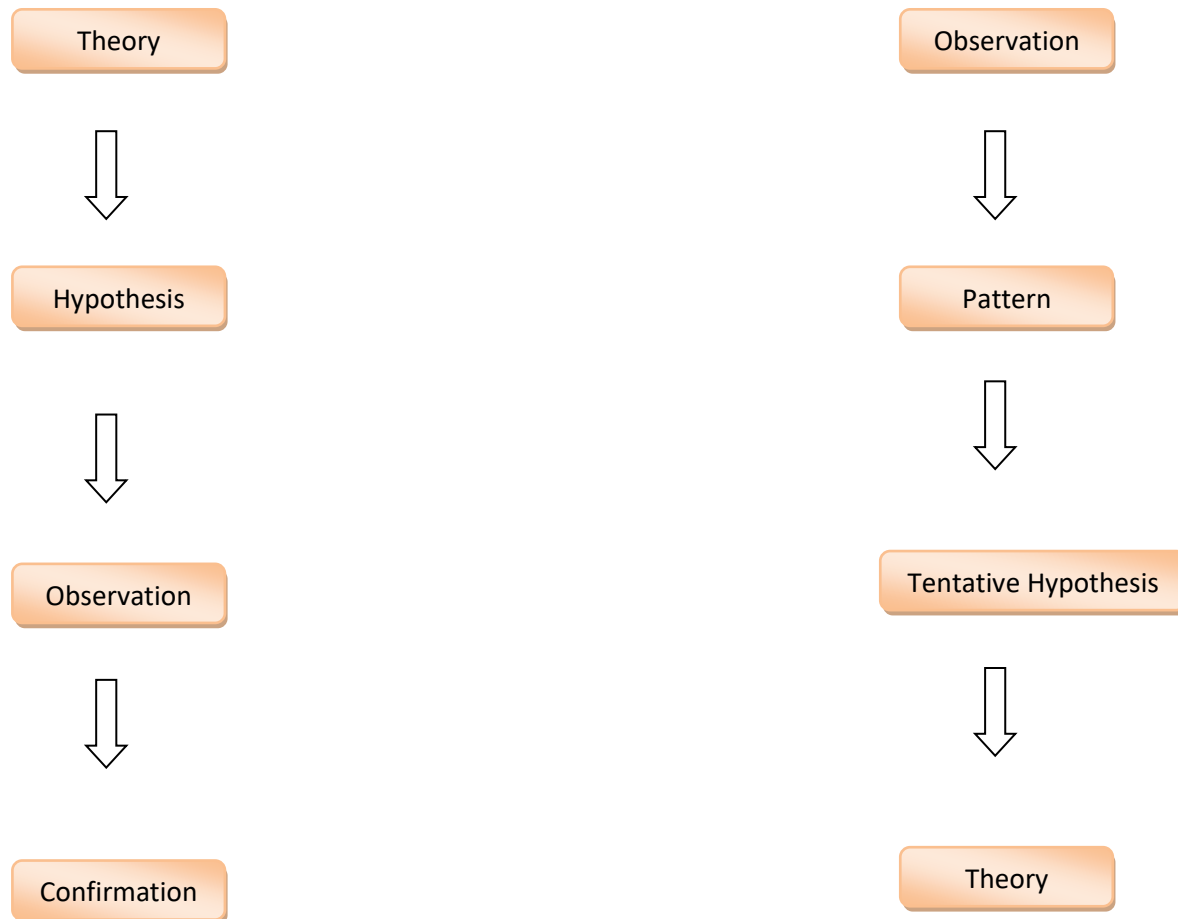 Theory
Hypothesis
Observation
Confirmation
Observation
Pattern
Tentative Hypothesis
Theory